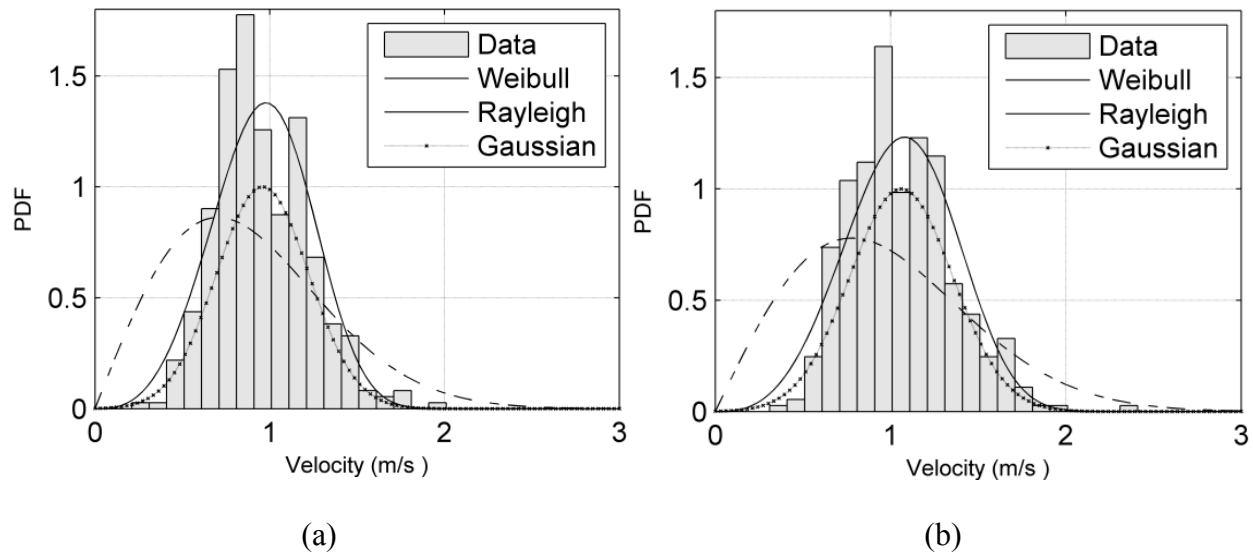 Data
Weibull
Rayleigh
Gaussian
1.5
1
0.5
0
PDF
0
1
2
3
Velocity (m/s )
(a)
Data
Weibull
Rayleigh
Gaussian
1.5
1
0.5
0
PDF
0
1
2
3
Velocity (m/s )
(b)